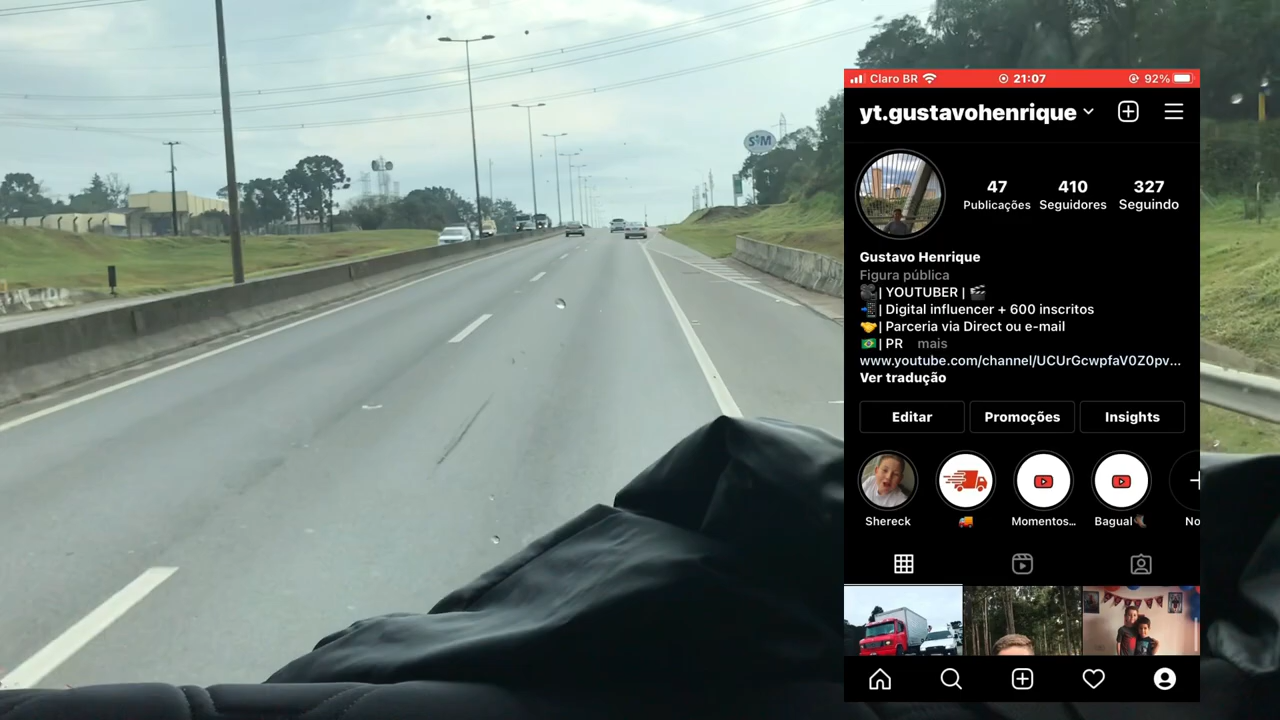 SIM
Claro BR
21:07
92%
yt.gustavohenrique
47
410
327
Publicações
Seguidores
Seguindo
Gustavo Henrique
Figura pública
| YOUTUBER |
| Digital influencer + 600 inscritos
| Parceria via Direct ou e-mail
| PR mais
www.youtube.com/channel/UCUrGcwpfaV0Z0pv...
Ver tradução
Editar
Promoções
Insights
Shereck
Momentos...
Bagual
No